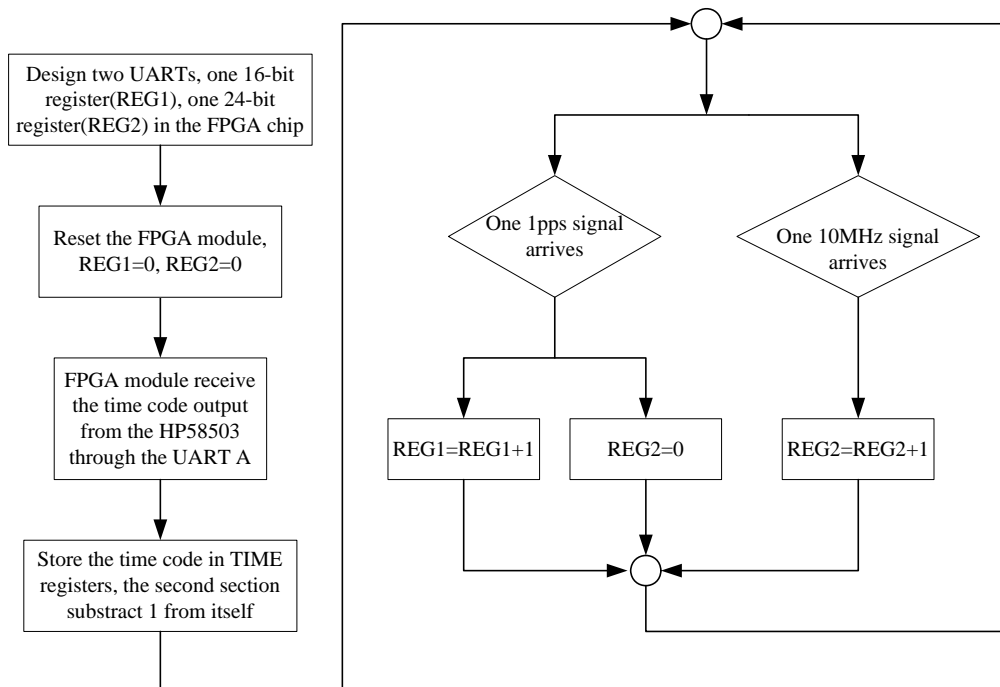 Design two UARTs, one 16-bit
register(REG1), one 24-bit
register(REG2) in the FPGA chip
Reset the FPGA module,
REG1=0, REG2=0
FPGA module receive
the time code output
from the HP58503
through the UART A
Store the time code in TIME
registers, the second section
substract 1 from itself
One 1pps signal
arrives
One 10MHz signal
arrives
REG1=REG1+1
REG2=0
REG2=REG2+1